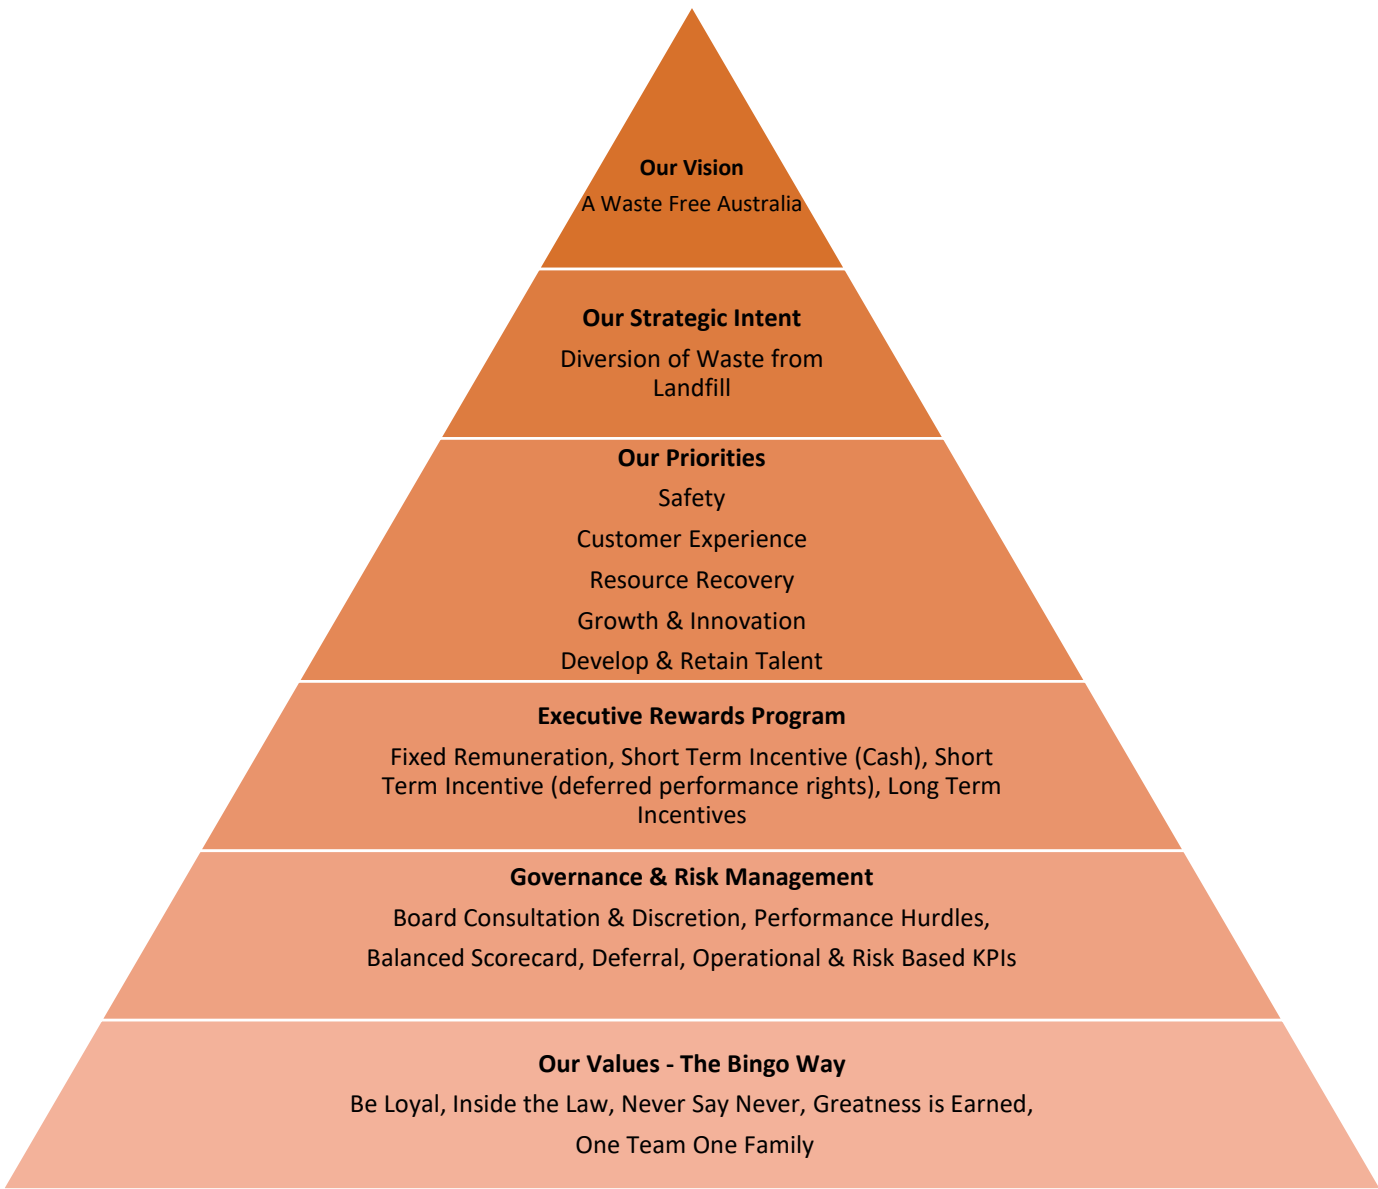 Our Vision
A Waste Free Australia
Our Strategic Intent
Diversion of Waste from
Landfill
Our Priorities
Safety
Customer Experience
Resource Recovery
Growth & Innovation
Develop & Retain Talent
Executive Rewards Program
Fixed Remuneration, Short Term Incentive (Cash), Short
Term Incentive (deferred performance rights), Long Term
Incentives
Governance & Risk Management
Board Consultation & Discretion, Performance Hurdles,
Balanced Scorecard, Deferral, Operational & Risk Based KPIs
Our Values - The Bingo Way
Be Loyal, Inside the Law, Never Say Never, Greatness is Earned,
One Team One Family